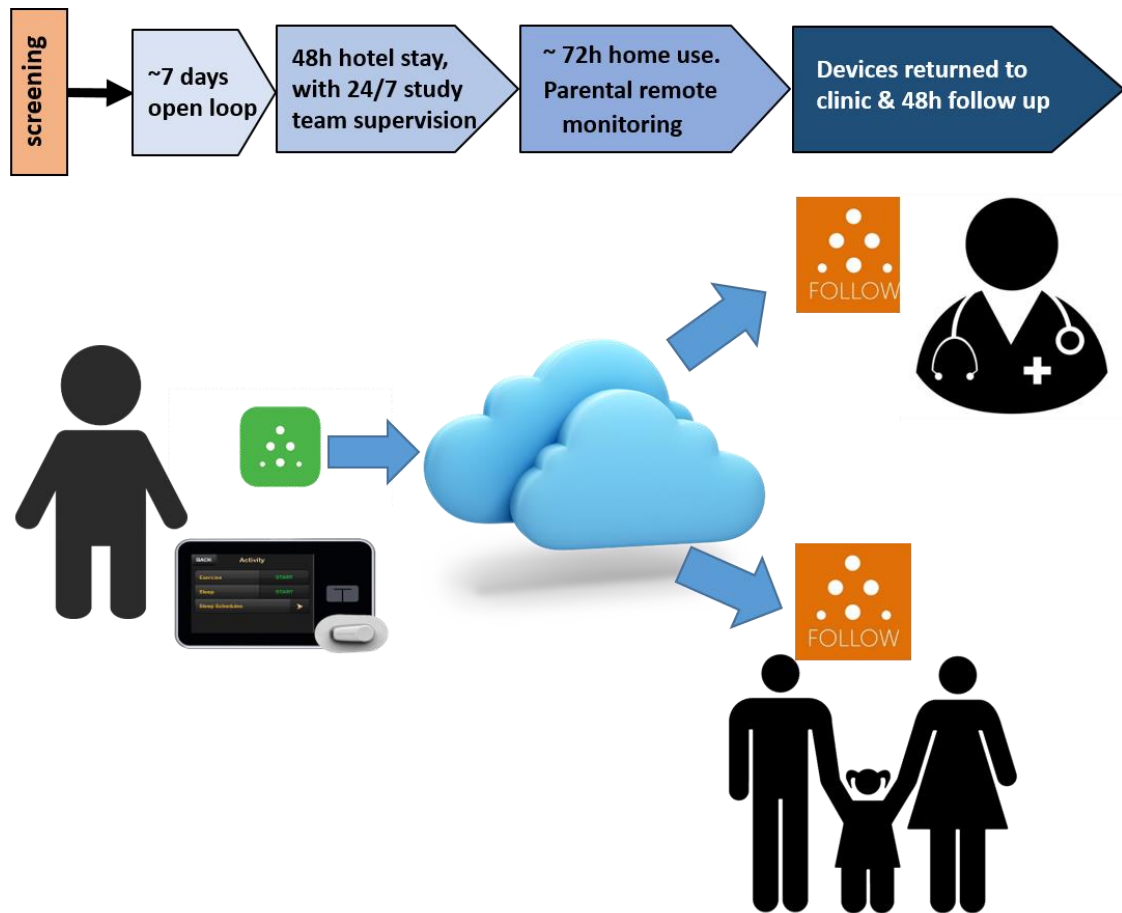 screening
~7 days
open loop
48h hotel stay,
with 24/7 study
team supervision
~ 72h home use.
Parental remote
monitoring
Devices returned to
clinic & 48h follow up
FOLLOW
BACK Activity
Exercise START
Sleep START
Sleep Schedules
FOLLOW